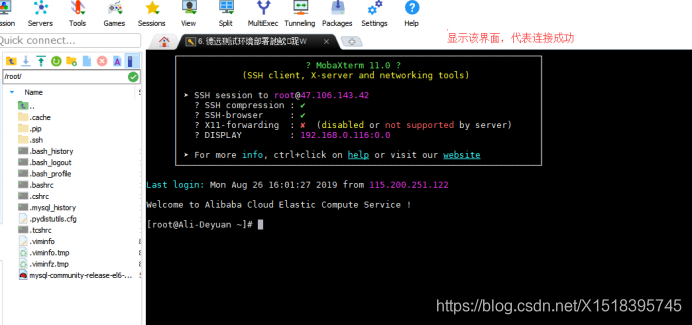 ssion Servers Tools Games Sessions View Split MultiExec Tunneling Packages Settings Help
显示该界面，代表连接成功
Quick connect...
6. 德远测试环境部署
/root/
Name
..
.cache
.pip
.ssh
.bash_history
.bash_logout
.bash_profile
.bashrc
.cshrc
.mysql_history
.pydistutils.cfg
.tcshrc
.viminfo
.viminfo.tmp
.viminfz.tmp
mysql-community-release-el6-...
? MobaXterm 11.0 ?
(SSH client, X-server and networking tools)
➤ SSH session to root@47.106.143.42
? SSH compression : ✔
? SSH-browser : ✔
? X11-forwarding : ✘ (disabled or not supported by server)
? DISPLAY : 192.168.0.116:0.0
➤ For more info, ctrl+click on help or visit our website
Last login: Mon Aug 26 16:01:27 2019 from 115.200.251.122
Welcome to Alibaba Cloud Elastic Compute Service !
[root@Ali-Deyuan ~]#
https://blog.csdn.net/X1518395745